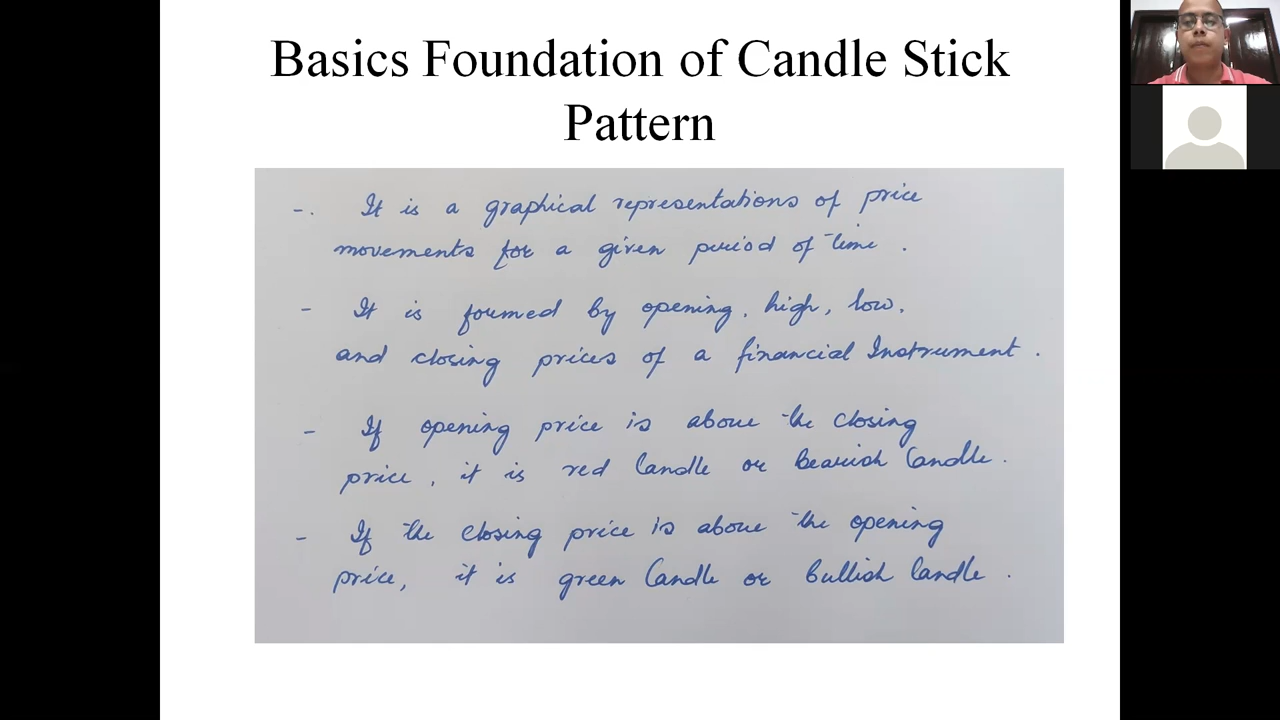 Basics Foundation of Candle Stick
Pattern
-. It is a graphical representations of price
movements for a given period of time .
- It is formed by opening, high, low,
and closing prices of a financial Instrument .
- If opening price is above the closing
price, it is red Candle or bearish Candle.
- If the closing price is above the opening
price, it is green Candle or bullish Candle .